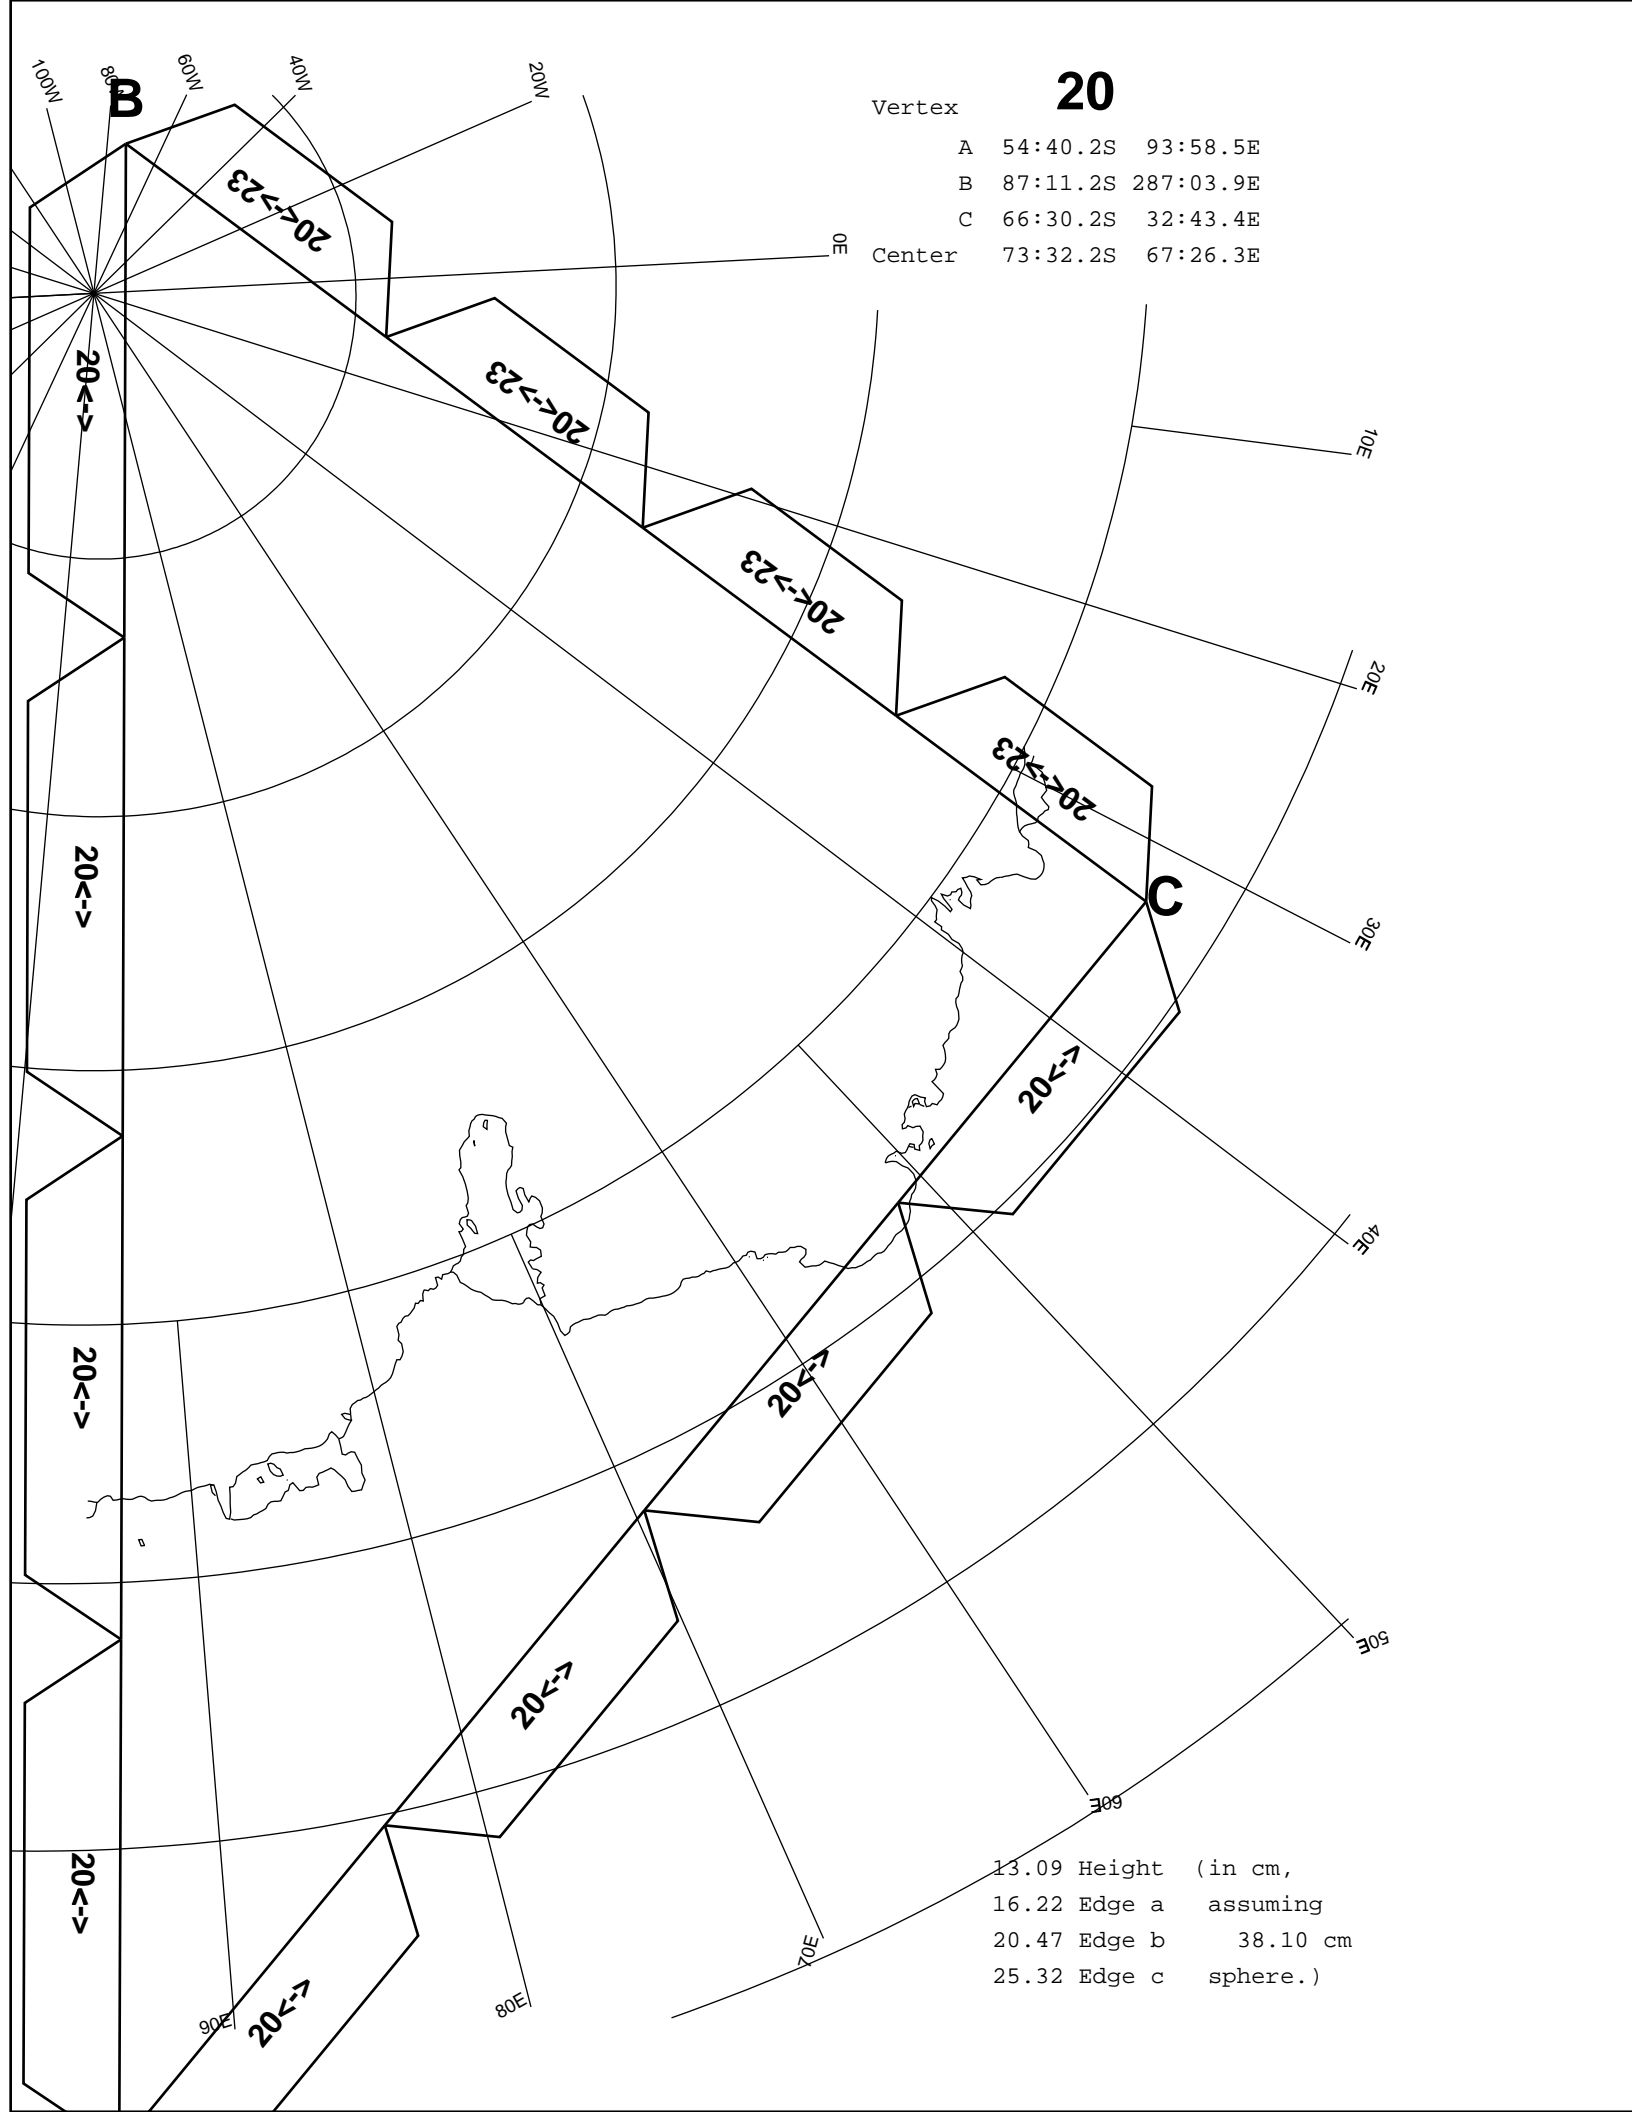 100W
80W
60W
40W
20W
B
20
Vertex
A 54:40.2S 93:58.5E
B 87:11.2S 287:03.9E
C 66:30.2S 32:43.4E
Center 73:32.2S 67:26.3E
20<->23
0E
20<->
20<->23
10E
20<->23
20E
20<->23
C
30E
20<->
20<->
40E
20<->
20<->
50E
20<->
60E
20<->
13.09 Height (in cm,
16.22 Edge a assuming
20.47 Edge b 38.10 cm
25.32 Edge c sphere.)
70E
80E
90E
20<->